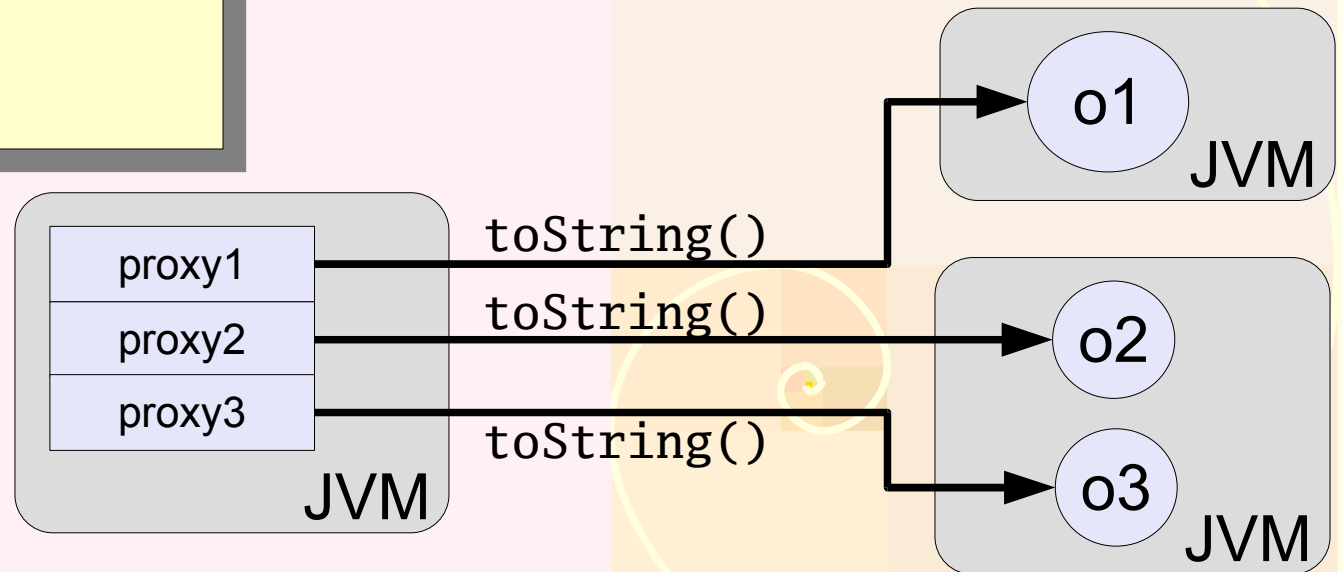 o1
JVM
proxy1
toString()
proxy2
toString()
o2
proxy3
toString()
o3
JVM
JVM